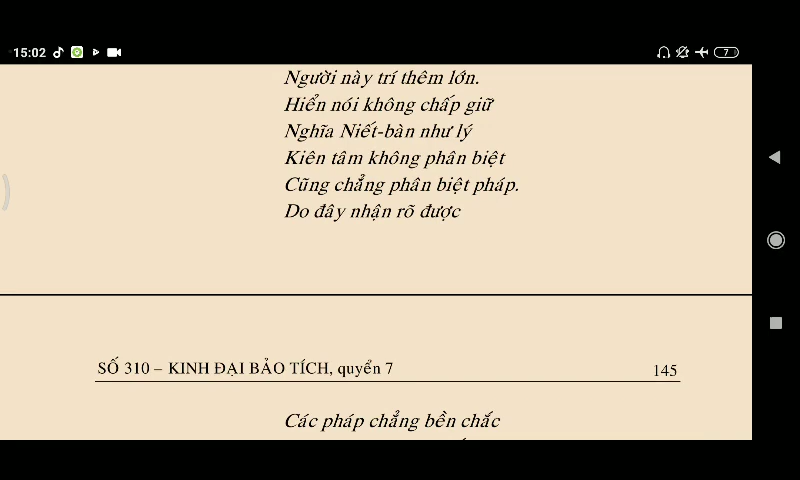 15:02
7
Người này trí thêm lớn.
Hiển nói không chấp giữ
Nghĩa Niết-bàn như lý
Kiên tâm không phân biệt
Cũng chẳng phân biệt pháp.
Do đây nhận rõ được
SỐ 310 – KINH ĐẠI BẢO TÍCH, quyển 7 145
Các pháp chẳng bền chắc